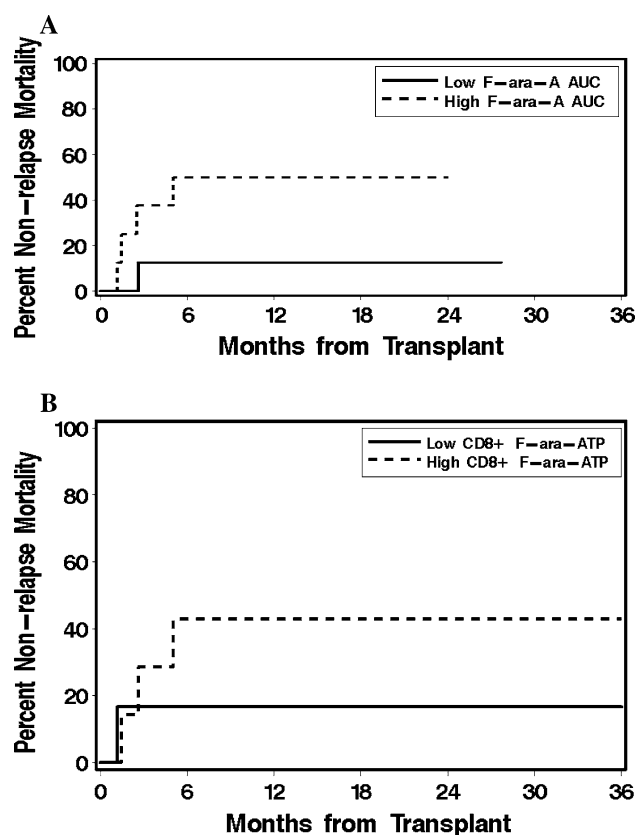 A
Percent Non-relapse Mortality
100
80
60
40
20
0
Low F-ara-A AUC
High F-ara-A AUC
0 6 12 18 24 30 36
Months from Transplant
B
Percent Non-relapse Mortality
100
80
60
40
20
0
Low CD8+ F-ara-ATP
High CD8+ F-ara-ATP
0 6 12 18 24 30 36
Months from Transplant